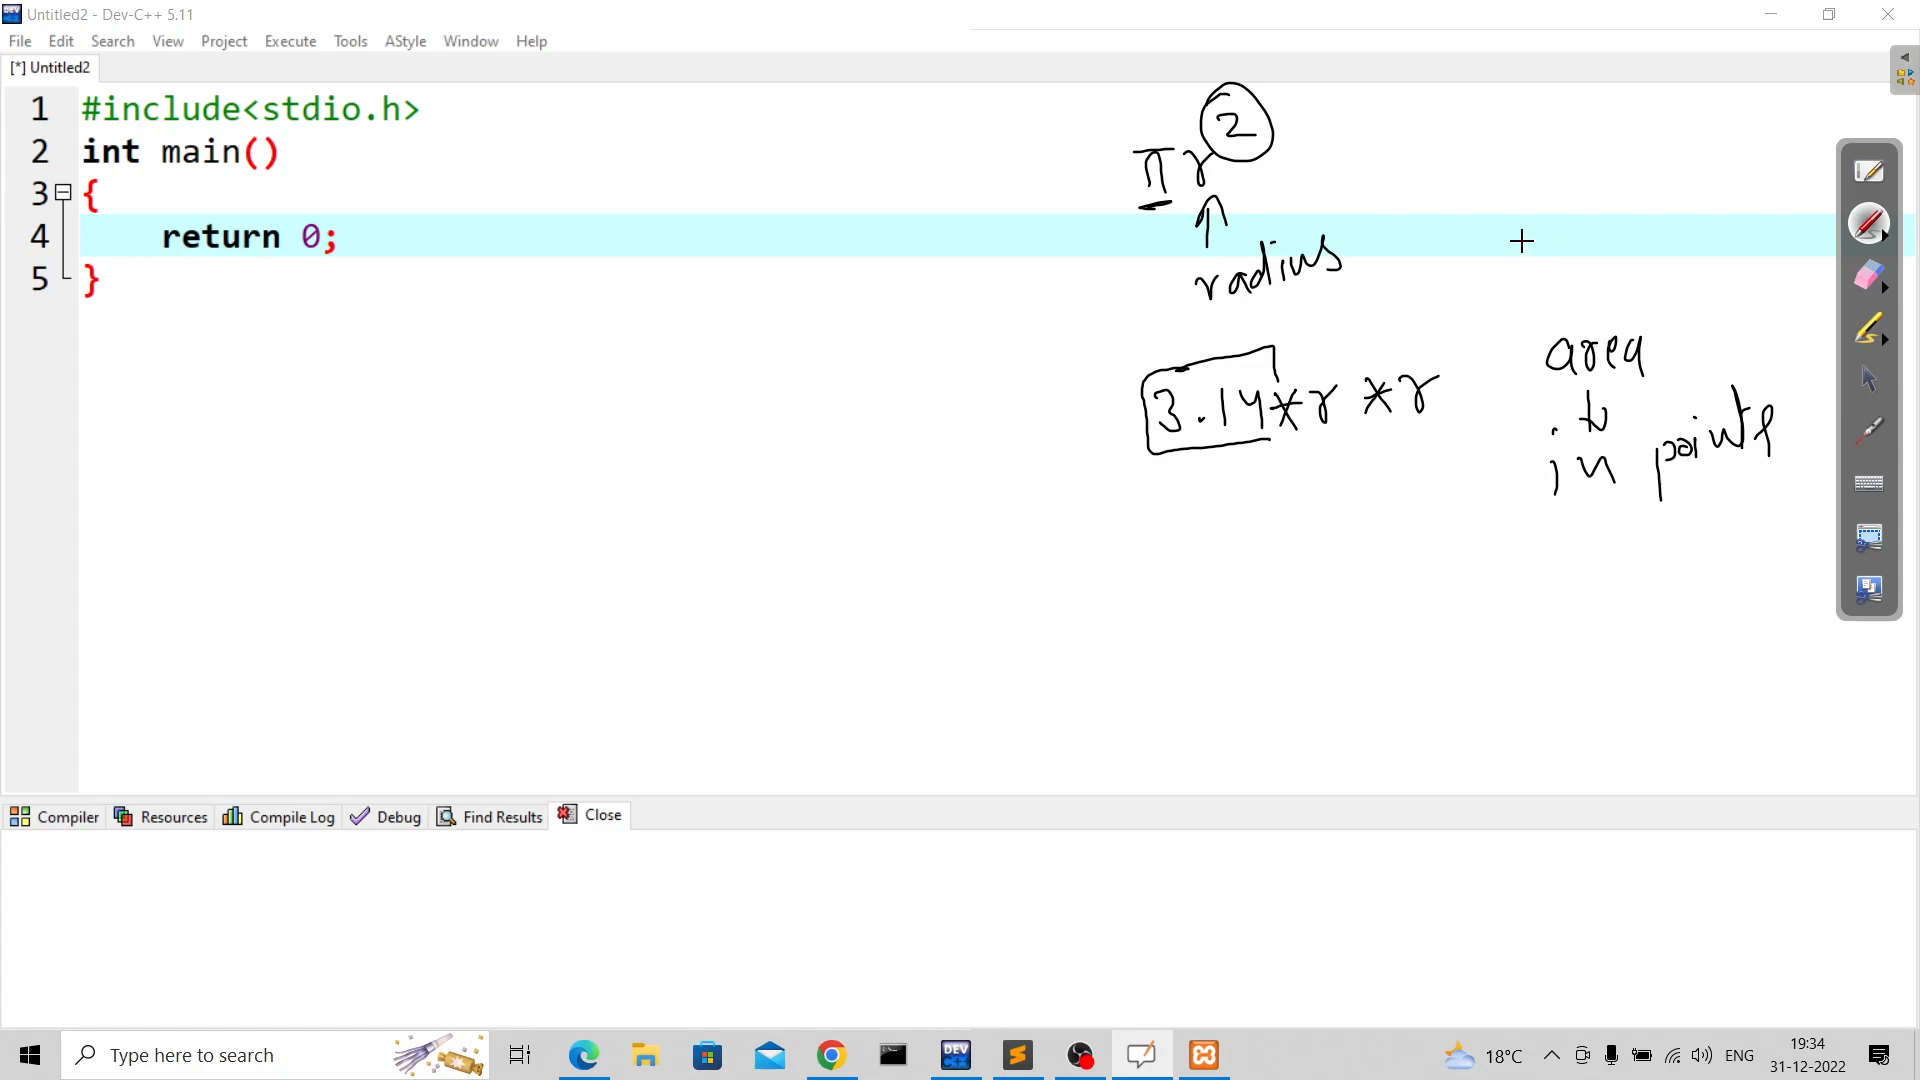 Untitled2 - Dev-C++ 5.11
File Edit Search View Project Execute Tools AStyle Window Help
[*] Untitled2
1 #include<stdio.h>
2 int main()
3 {
4 return 0;
5 }
πr²
radius
3.14*r *r
area
in points
Compiler Resources Compile Log Debug Find Results Close
Type here to search
18°C ENG 19:34
31-12-2022